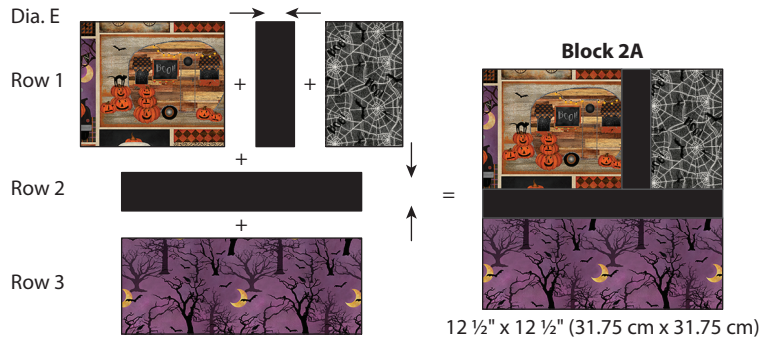 Dia. E
Row 1
+ +
BOO!
+
Row 2
+
Row 3
=
Block 2A
BOO!
12 ½" x 12 ½" (31.75 cm x 31.75 cm)